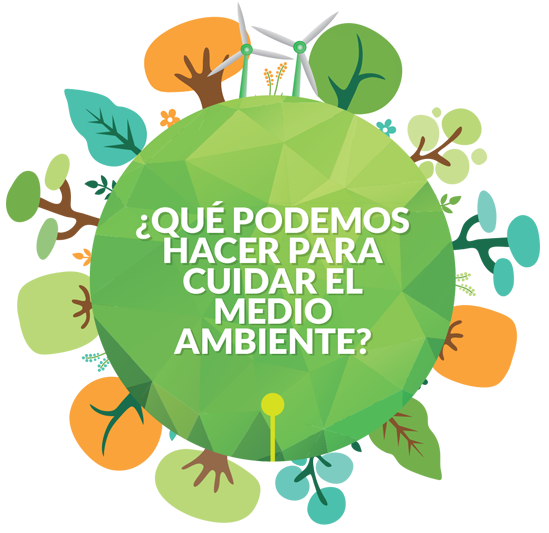 ¿QUÉ PODEMOS
HACER PARA
CUIDAR EL
MEDIO
AMBIENTE?